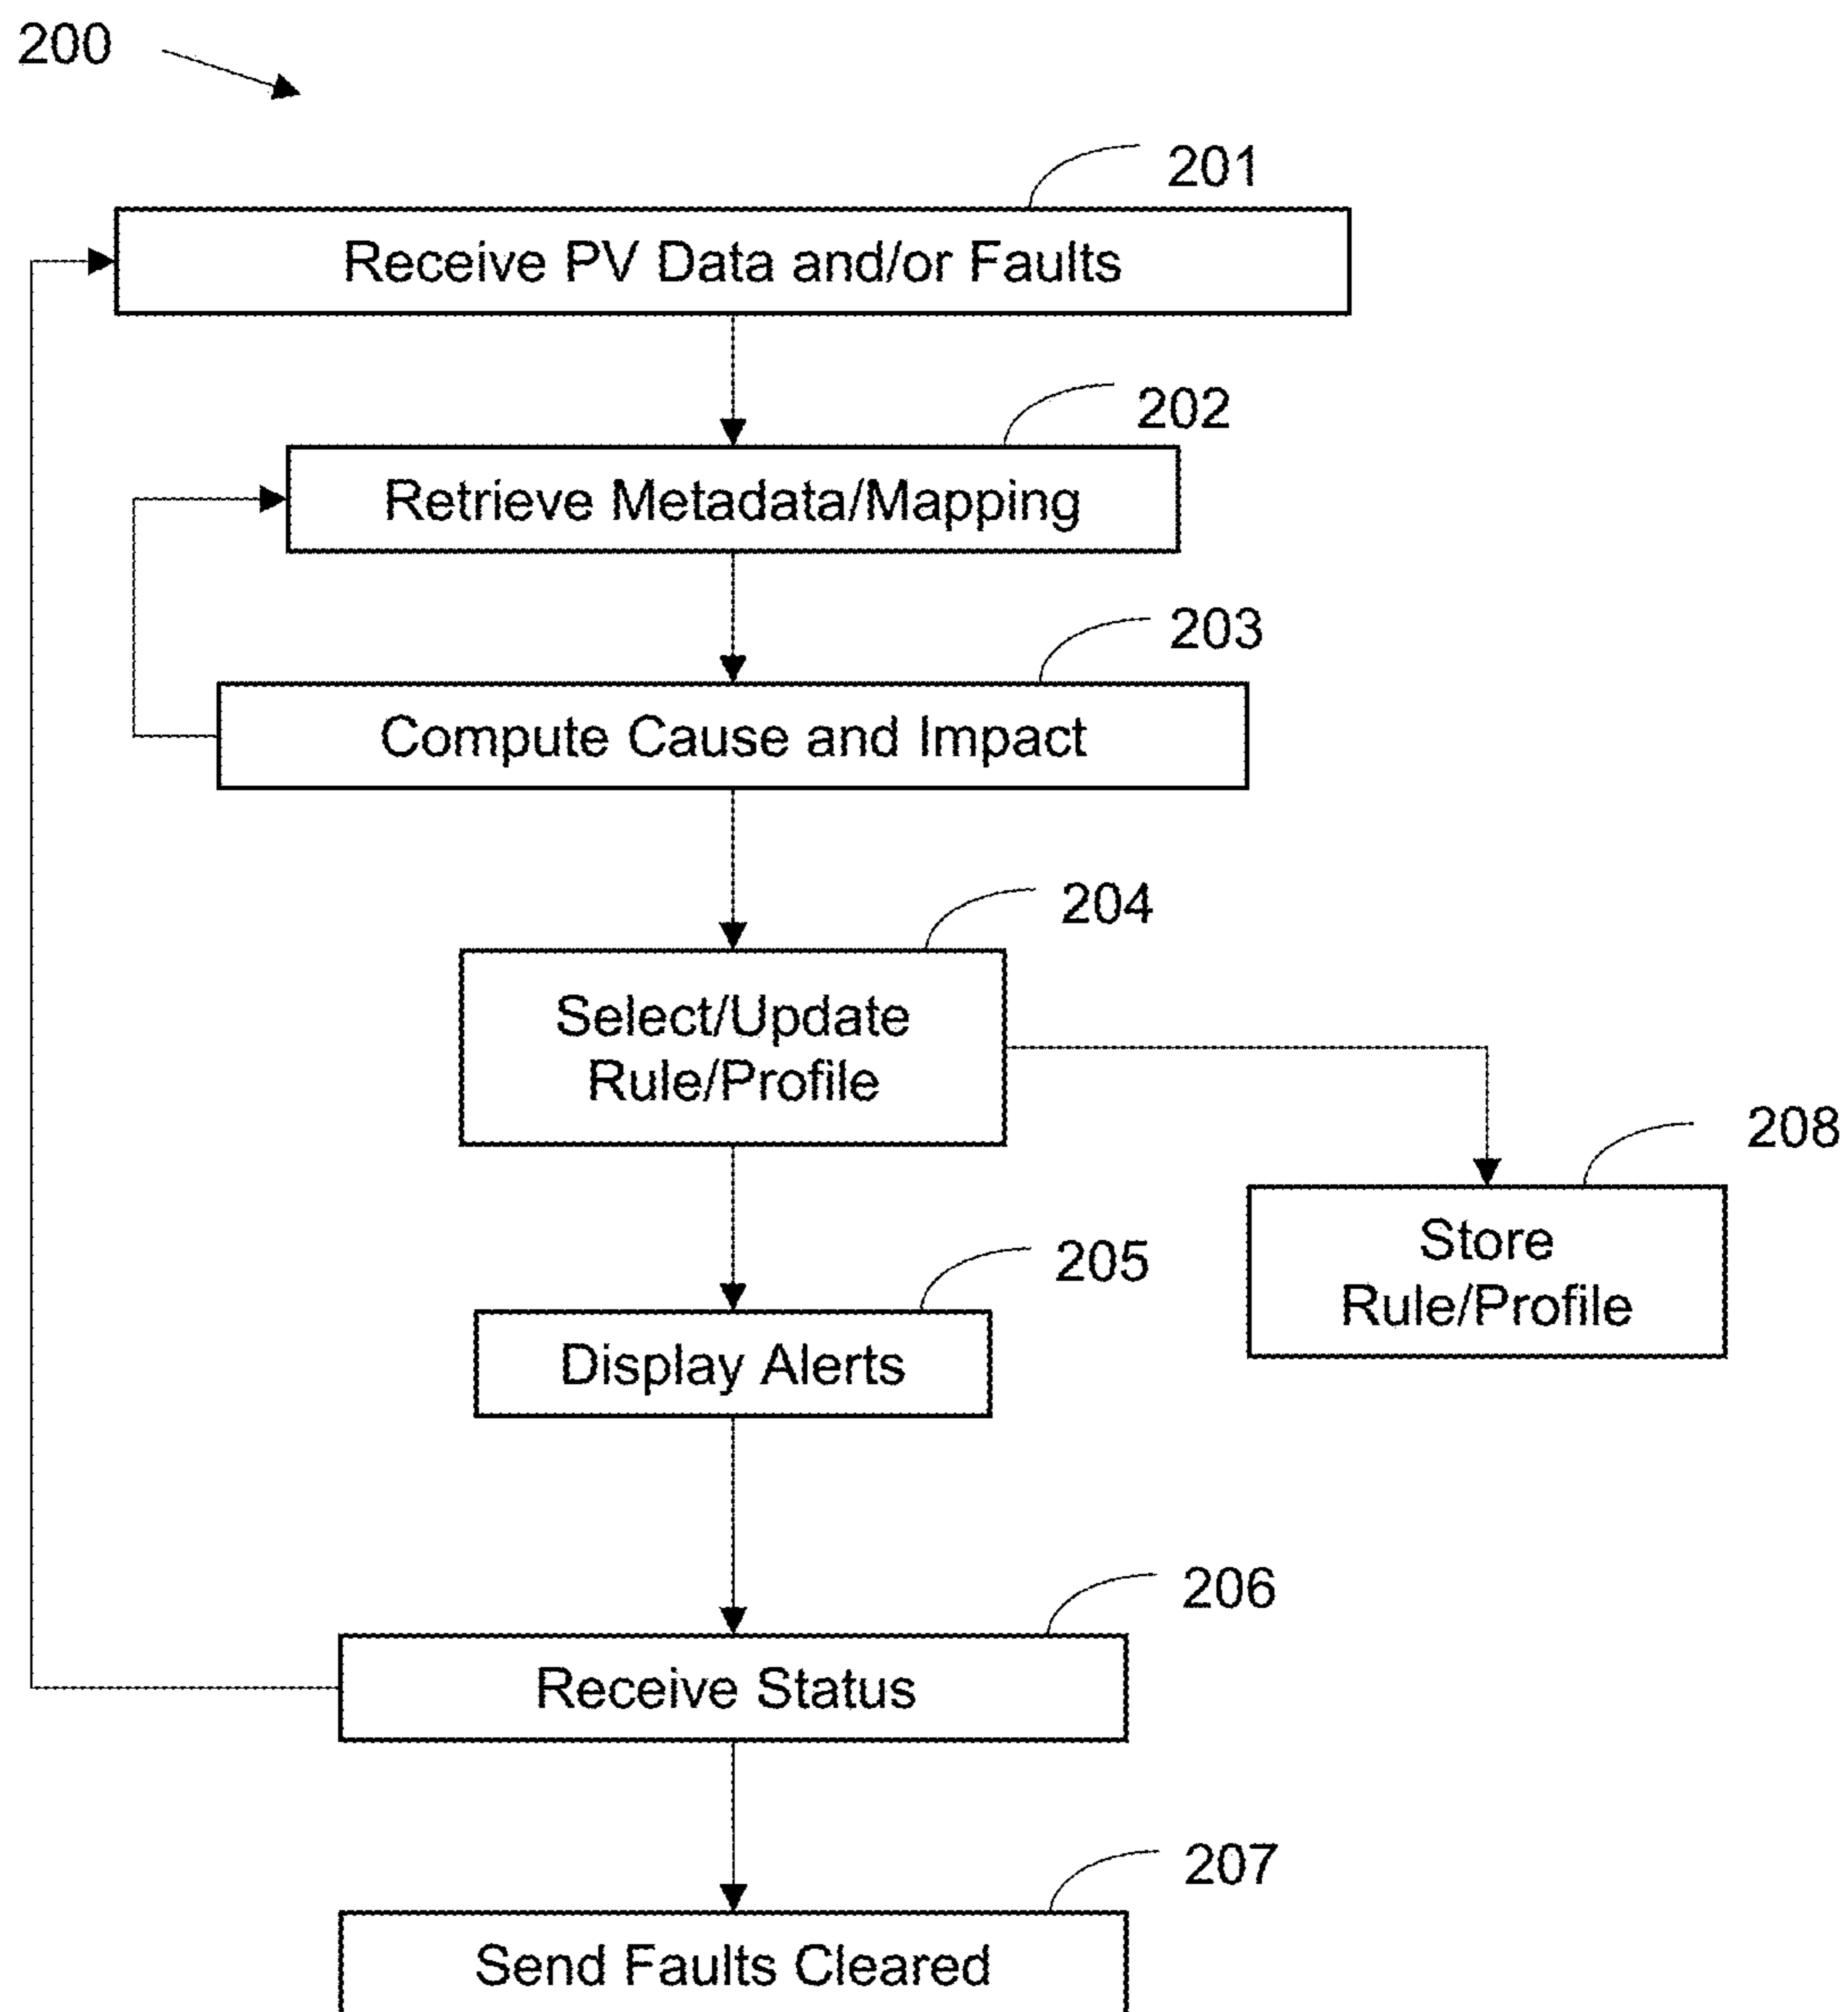 200
201
Receive PV Data and/or Faults
202
Retrieve Metadata/Mapping
203
Compute Cause and Impact
204
Select/Update
Rule/Profile
208
Store
Rule/Profile
205
Display Alerts
206
Receive Status
207
Send Faults Cleared